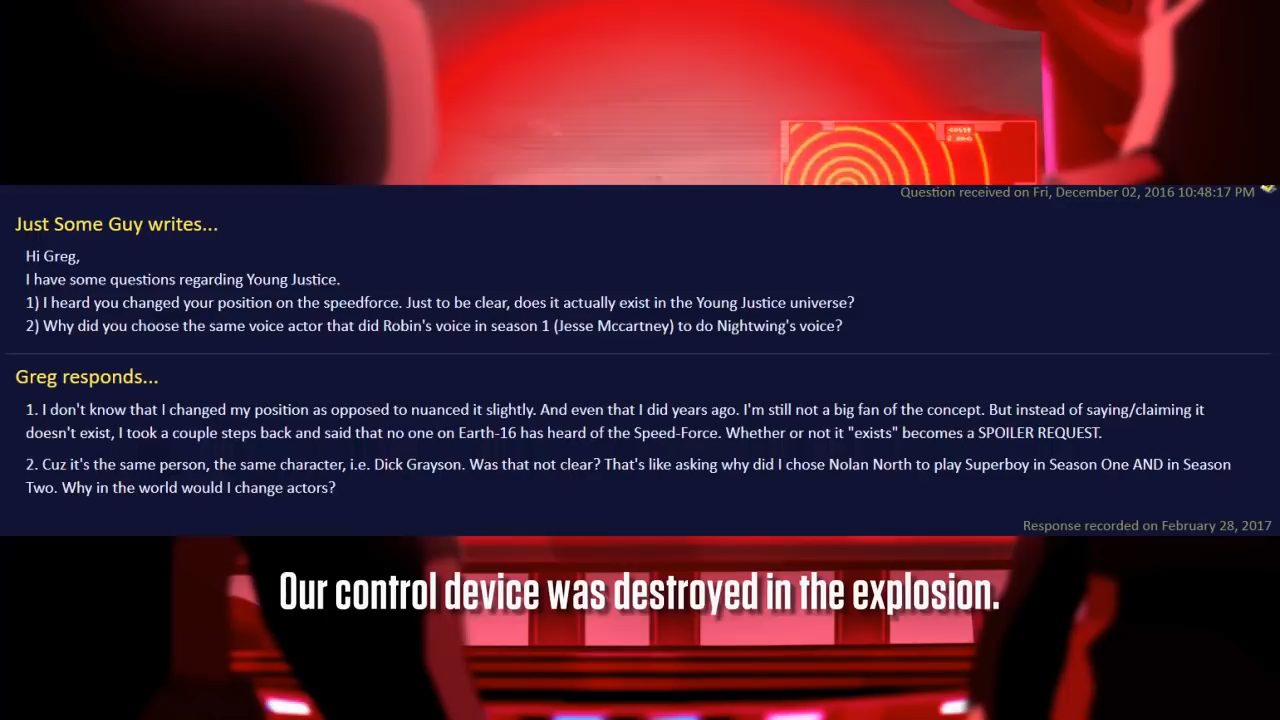 Question received on Fri, December 02, 2016 10:48:17 PM
Just Some Guy writes...
Hi Greg,
I have some questions regarding Young Justice.
1) I heard you changed your position on the speedforce. Just to be clear, does it actually exist in the Young Justice universe?
2) Why did you choose the same voice actor that did Robin's voice in season 1 (Jesse Mccartney) to do Nightwing's voice?
Greg responds...
1. I don't know that I changed my position as opposed to nuanced it slightly. And even that I did years ago. I'm still not a big fan of the concept. But instead of saying/claiming it
doesn't exist, I took a couple steps back and said that no one on Earth-16 has heard of the Speed-Force. Whether or not it "exists" becomes a SPOILER REQUEST.
2. Cuz it's the same person, the same character, i.e. Dick Grayson. Was that not clear? That's like asking why did I chose Nolan North to play Superboy in Season One AND in Season
Two. Why in the world would I change actors?
Response recorded on February 28, 2017
Our control device was destroyed in the explosion.